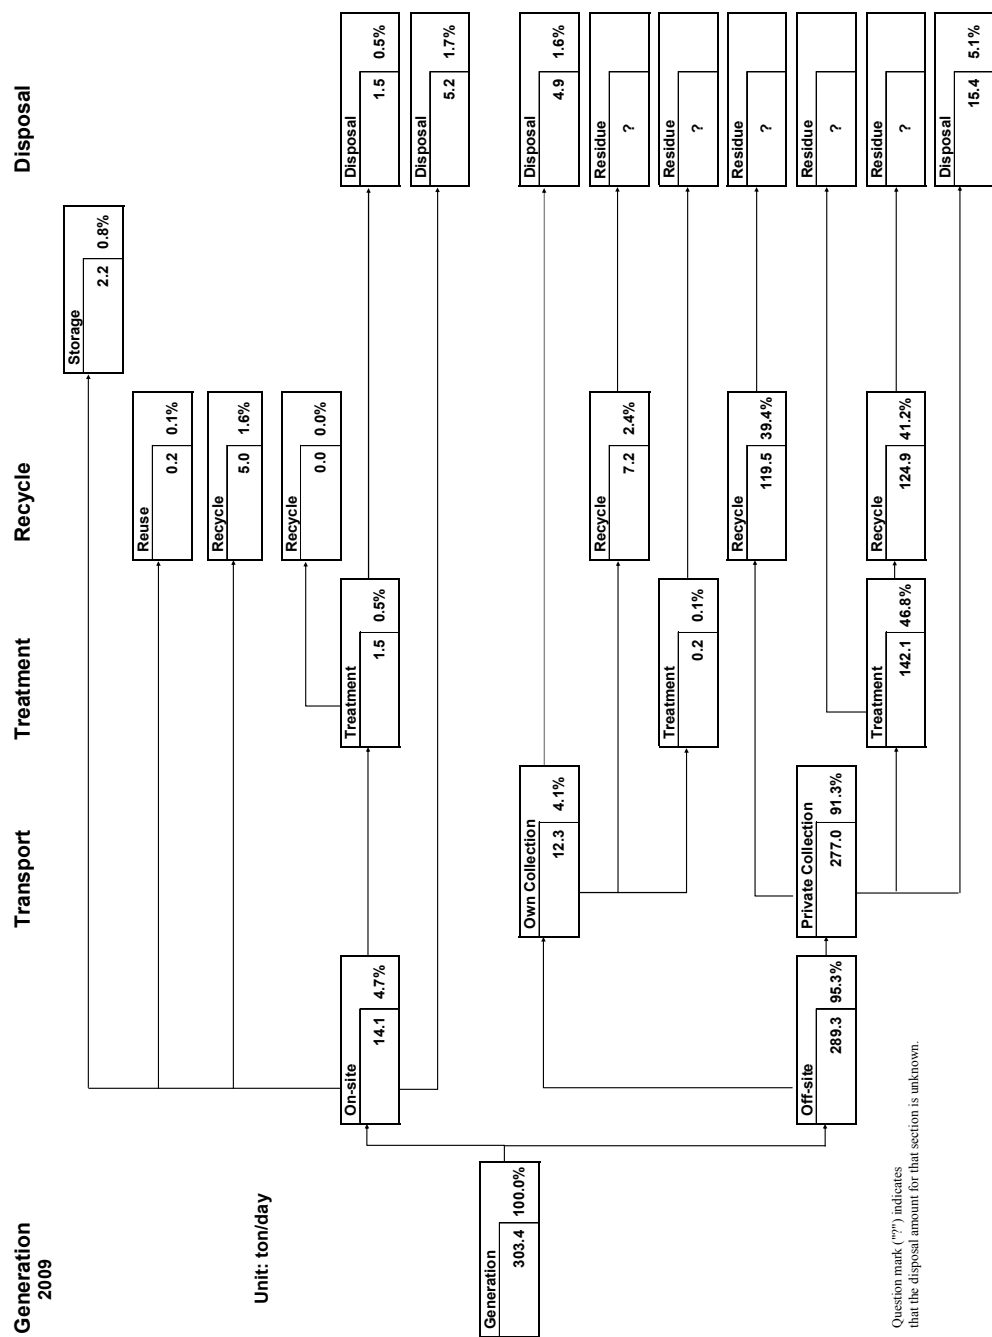 Generation
2009
Transport
Treatment
Recycle
Disposal
Unit: ton/day
Storage
2.2 0.8%
Reuse
0.2 0.1%
Recycle
5.0 1.6%
Recycle
0.0 0.0%
On-site
14.1 4.7%
Treatment
1.5 0.5%
Disposal
1.5 0.5%
Disposal
5.2 1.7%
Generation
303.4 100.0%
Own Collection
12.3 4.1%
Disposal
4.9 1.6%
Recycle
7.2 2.4%
Residue
?
Treatment
0.2 0.1%
Residue
?
Recycle
119.5 39.4%
Residue
?
Off-site
289.3 95.3%
Private Collection
277.0 91.3%
Residue
?
Treatment
142.1 46.8%
Recycle
124.9 41.2%
Residue
?
Disposal
15.4 5.1%
Question mark ("?") indicates
that the disposal amount for that section is unknown.